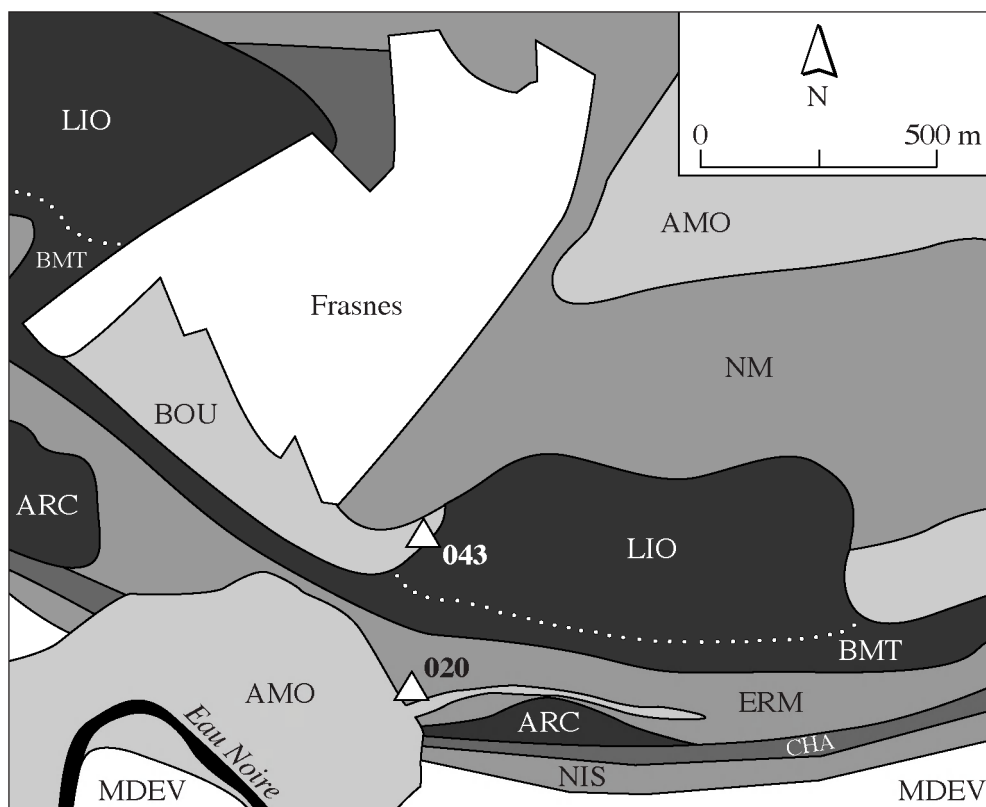 LIO
N
0 500 m
AMO
BMT
Frasnes
NM
BOU
ARC
LIO
043
BMT
020
AMO
ERM
ARC
Eau Noire
CHA
NIS
MDEV
MDEV